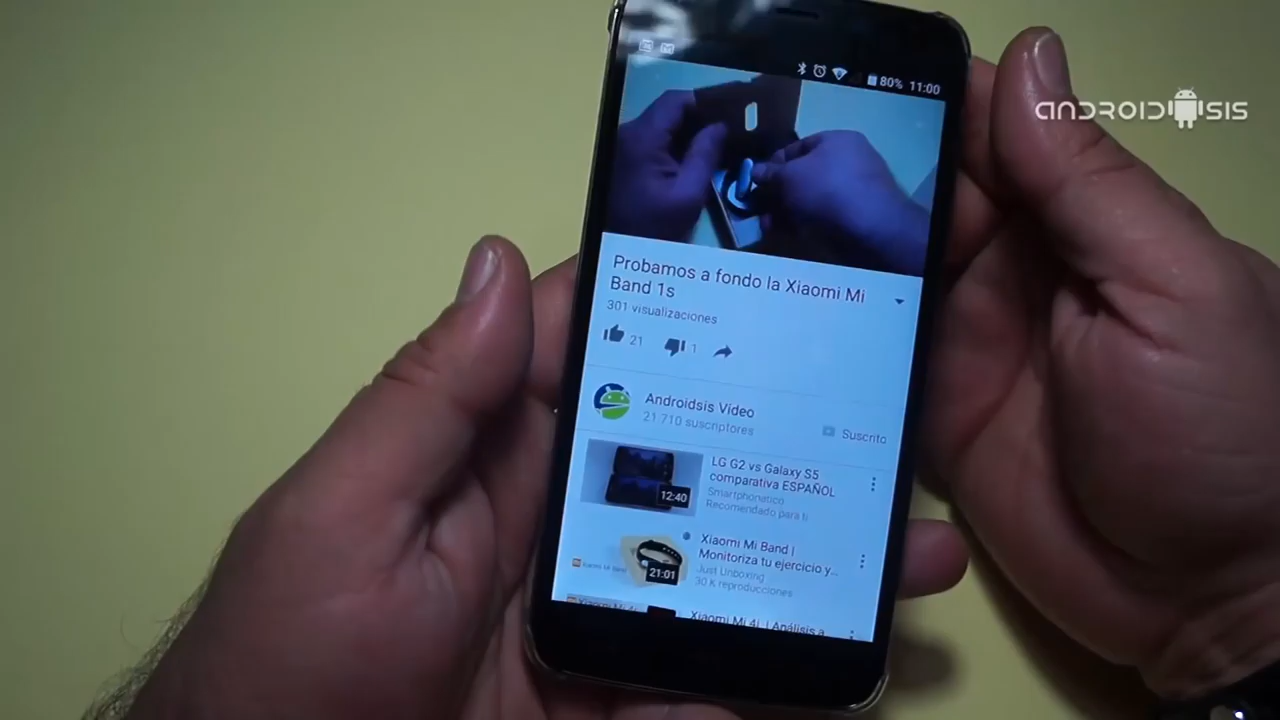 80% 11:00
ANDROIDSIS
Probamos a fondo la Xiaomi Mi
Band 1s
301 visualizaciones
21 1
Androidsis Vídeo
21 710 suscriptores
Suscrito
LG G2 vs Galaxy S5
comparativa ESPAÑOL
Smartphonatico
Recomendado para ti
12:40
Xiaomi Mi Band |
Monitoriza tu ejercicio y...
Just Unboxing
30 K reproducciones
21:01
Xiaomi Mi 4i | Análisis a